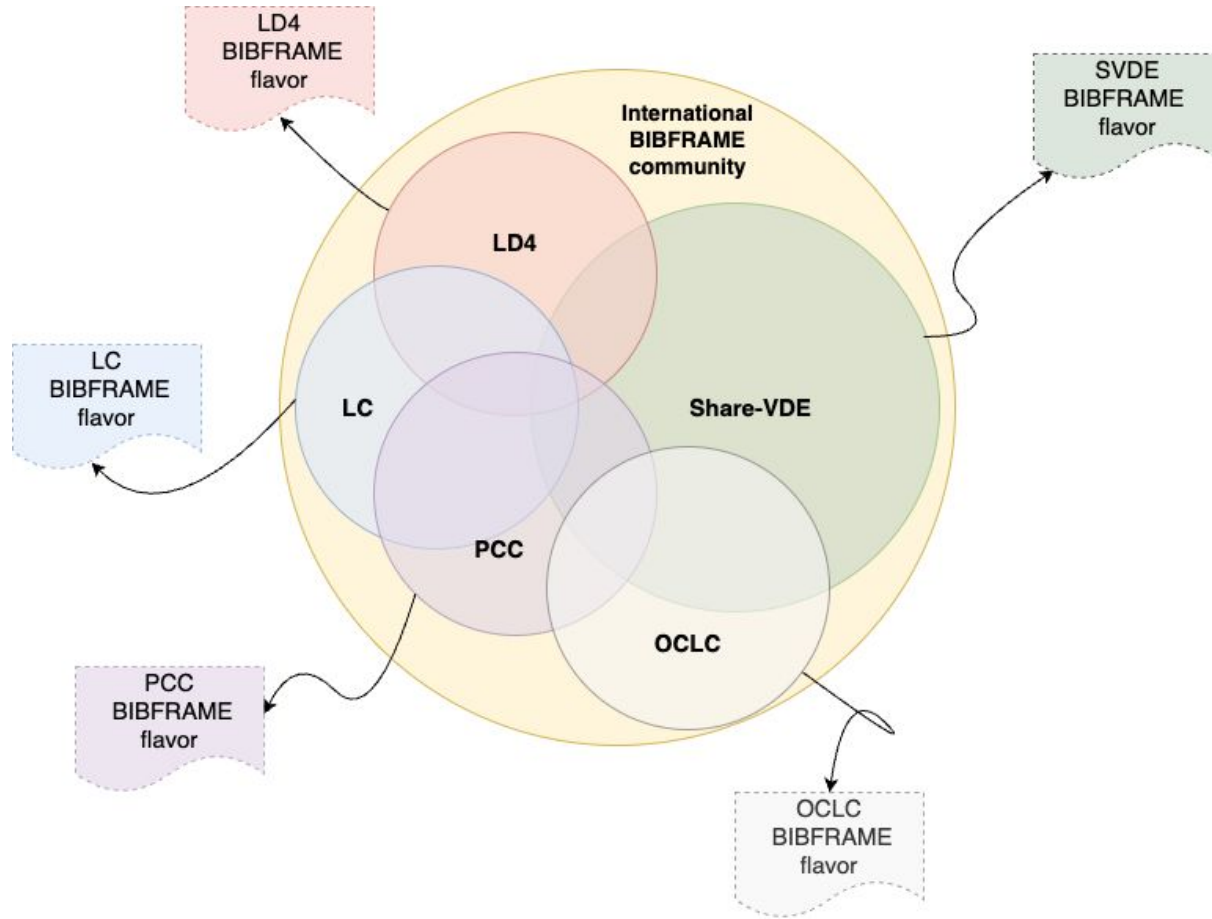 LD4
BIBFRAME
flavor
SVDE
BIBFRAME
flavor
International
BIBFRAME
community
LD4
LC
BIBFRAME
flavor
LC
Share-VDE
PCC
OCLC
PCC
BIBFRAME
flavor
OCLC
BIBFRAME
flavor